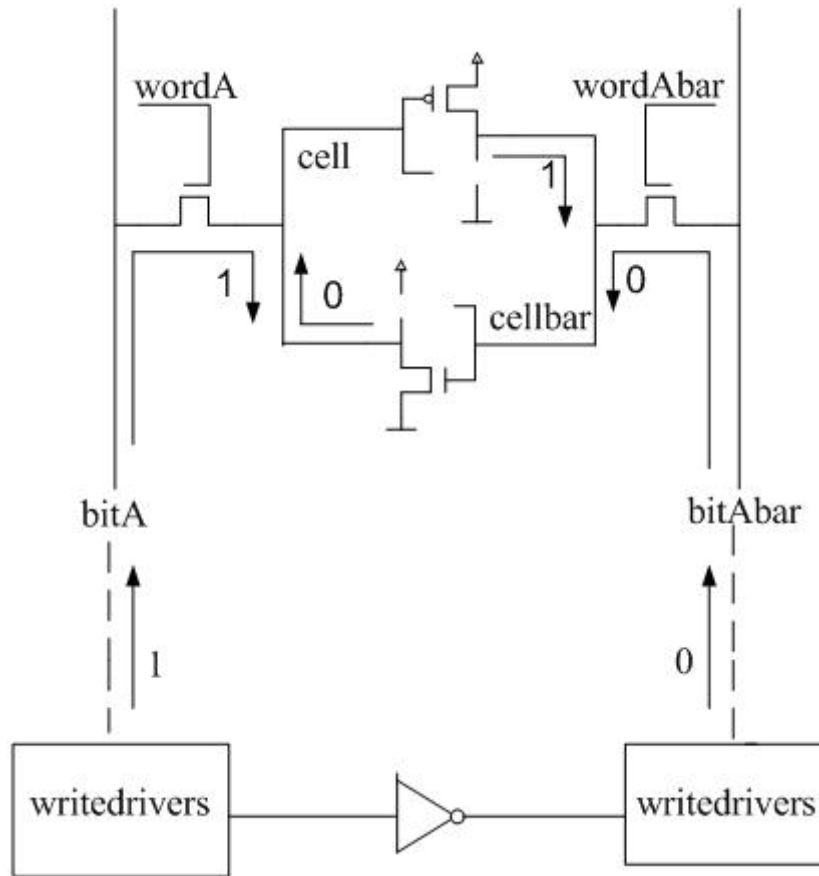 wordA
wordAbar
cell
1
1
0
0
cellbar
bitA
bitAbar
1
0
writedrivers
writedrivers